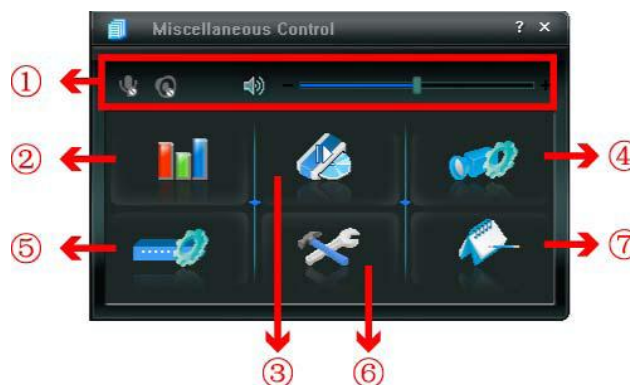 Miscellaneous Control ? ×
①
② ④
⑤ ⑦
③ ⑥